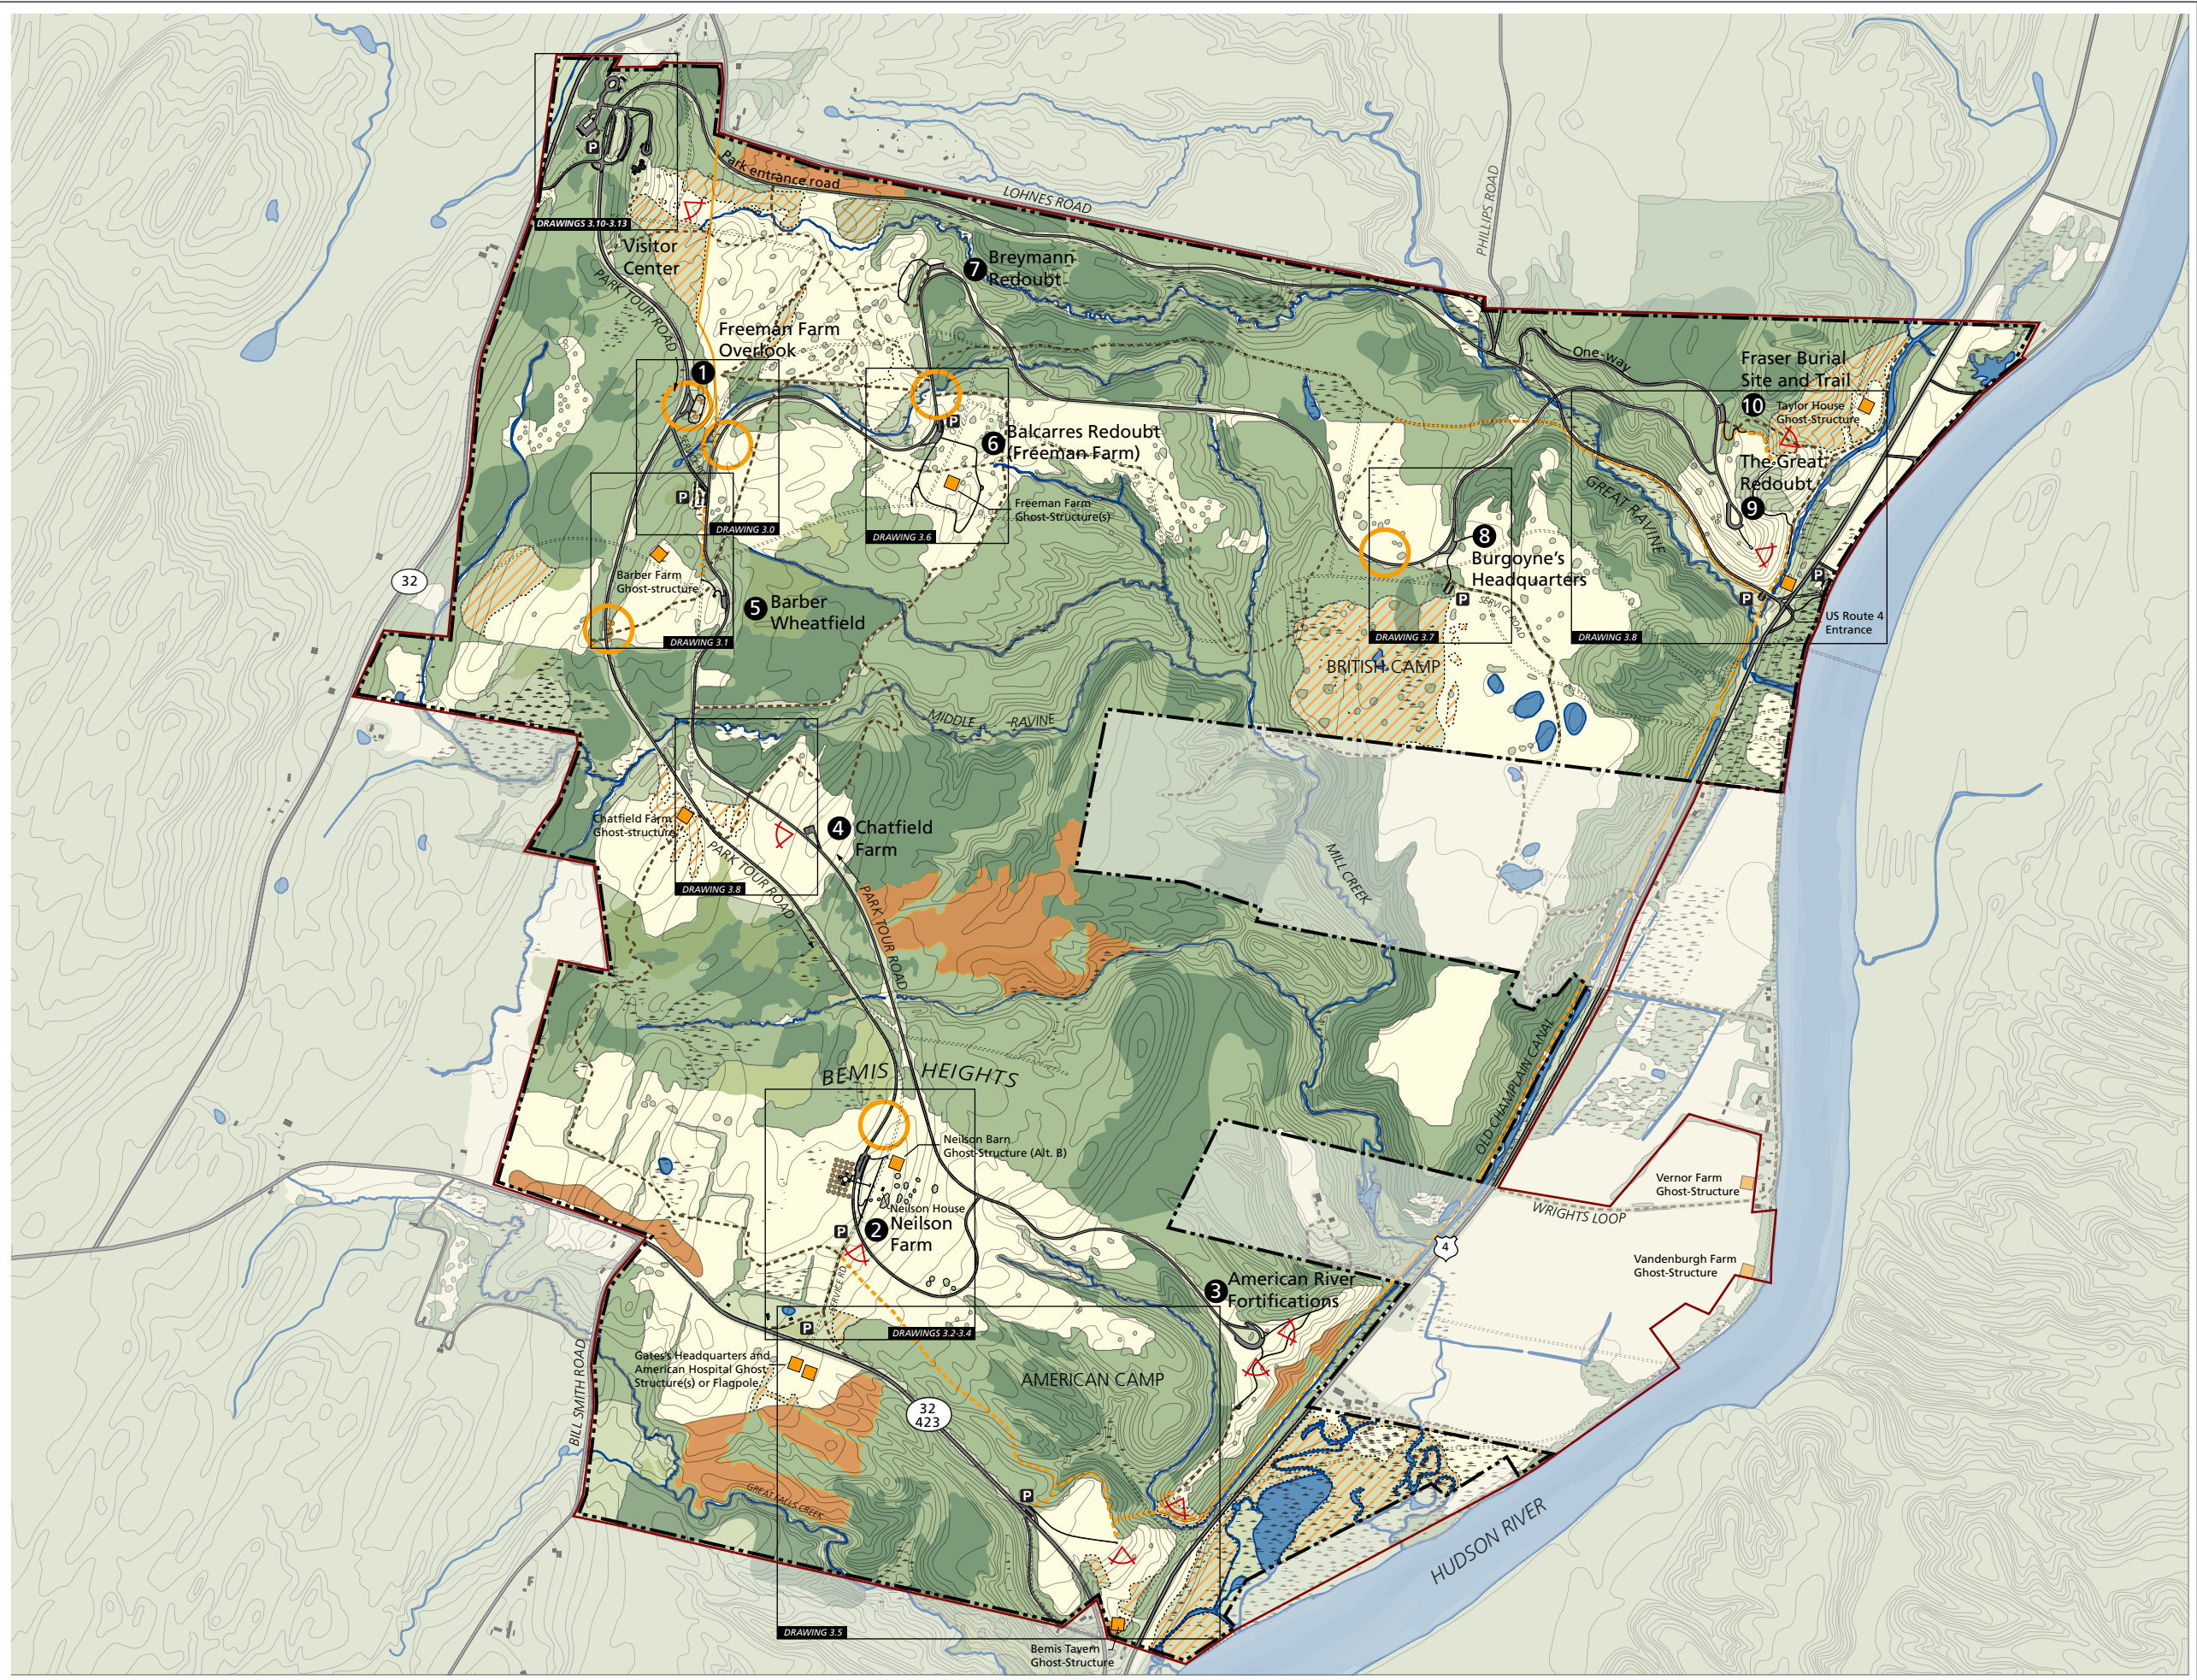 Park entrance road
LOHNES ROAD
PHILLIPS ROAD
P
DRAWINGS 3.10-3.13
Visitor
Center
PARK TOUR ROAD
7
Breymann
Redoubt
Freeman Farm
Overlook
1
One-way
Fraser Burial
Site and Trail
10
Taylor House
Ghost-Structure
P
6
Balcarres Redoubt
(Freeman Farm)
Freeman Farm
Ghost-Structure(s)
The Great
Redoubt
9
GREAT RAVINE
P
DRAWING 3.0
DRAWING 3.6
8
Burgoyne's
Headquarters
32
Barber Farm
Ghost-structure
5
Barber
Wheatfield
P
SERVICE ROAD
P
P
US Route 4
Entrance
DRAWING 3.1
DRAWING 3.7
DRAWING 3.8
BRITISH CAMP
MIDDLE RAVINE
Chatfield Farm
Ghost-structure
4
Chatfield
Farm
PARK TOUR ROAD
DRAWING 3.8
PARK TOUR ROAD
MILL CREEK
BEMIS HEIGHTS
OLD CHAMPLAIN CANAL
Neilson Barn
Ghost-Structure (Alt. B)
Neilson House
2
Neilson
Farm
P
SERVICE RD
Vernor Farm
Ghost-Structure
WRIGHTS LOOP
4
Vandenburgh Farm
Ghost-Structure
3
American River
Fortifications
DRAWINGS 3.2-3.4
P
Gates's Headquarters and
American Hospital Ghost
Structure(s) or Flagpole
AMERICAN CAMP
BILL SMITH ROAD
32
423
GREAT FALLS CREEK
P
HUDSON RIVER
DRAWING 3.5
Bemis Tavern
Ghost-Structure